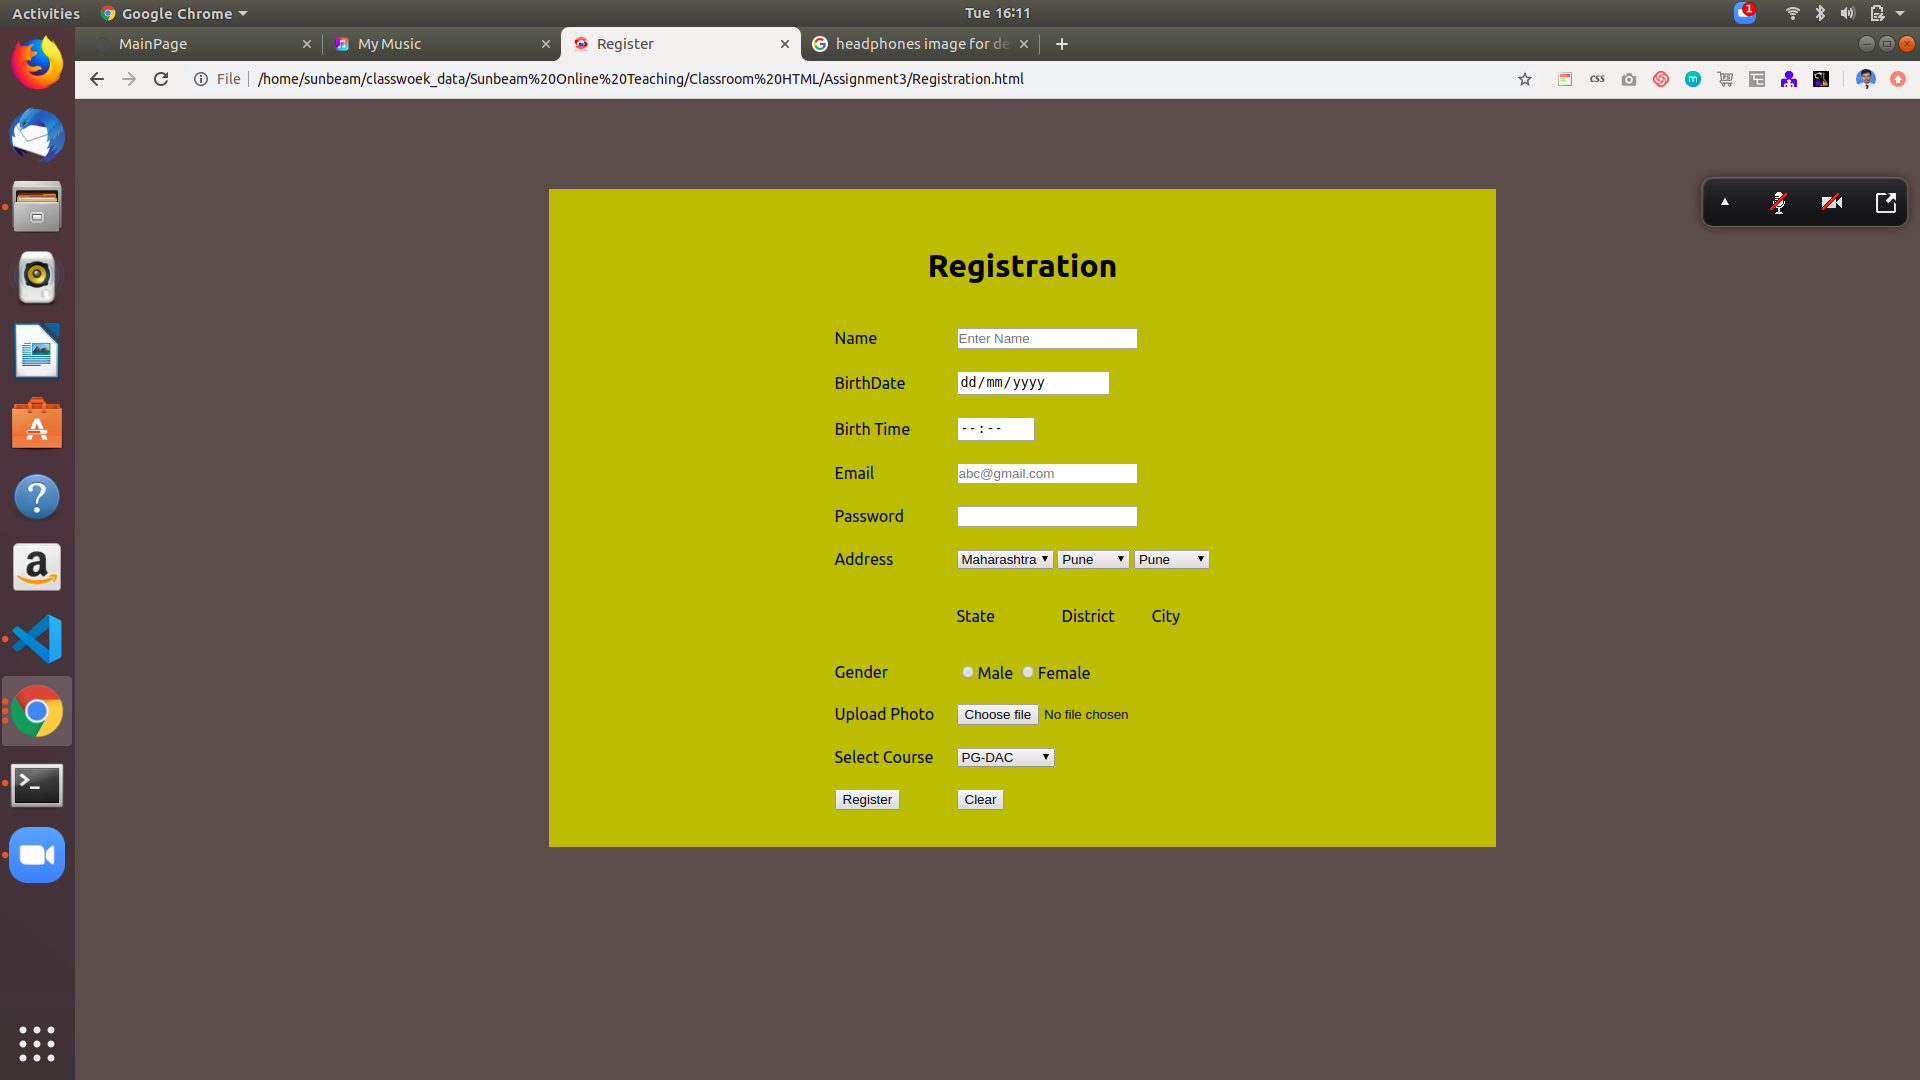 Activities Google Chrome Tue 16:11 1
MainPage My Music Register headphones image for de
File /home/sunbeam/classwoek_data/Sunbeam%20Online%20Teaching/Classroom%20HTML/Assignment3/Registration.html css m
Registration
Name Enter Name
BirthDate dd/mm/yyyy
Birth Time --:--
Email abc@gmail.com
Password
Address Maharashtra Pune Pune
State District City
Gender Male Female
Upload Photo Choose file No file chosen
Select Course PG-DAC
Register Clear